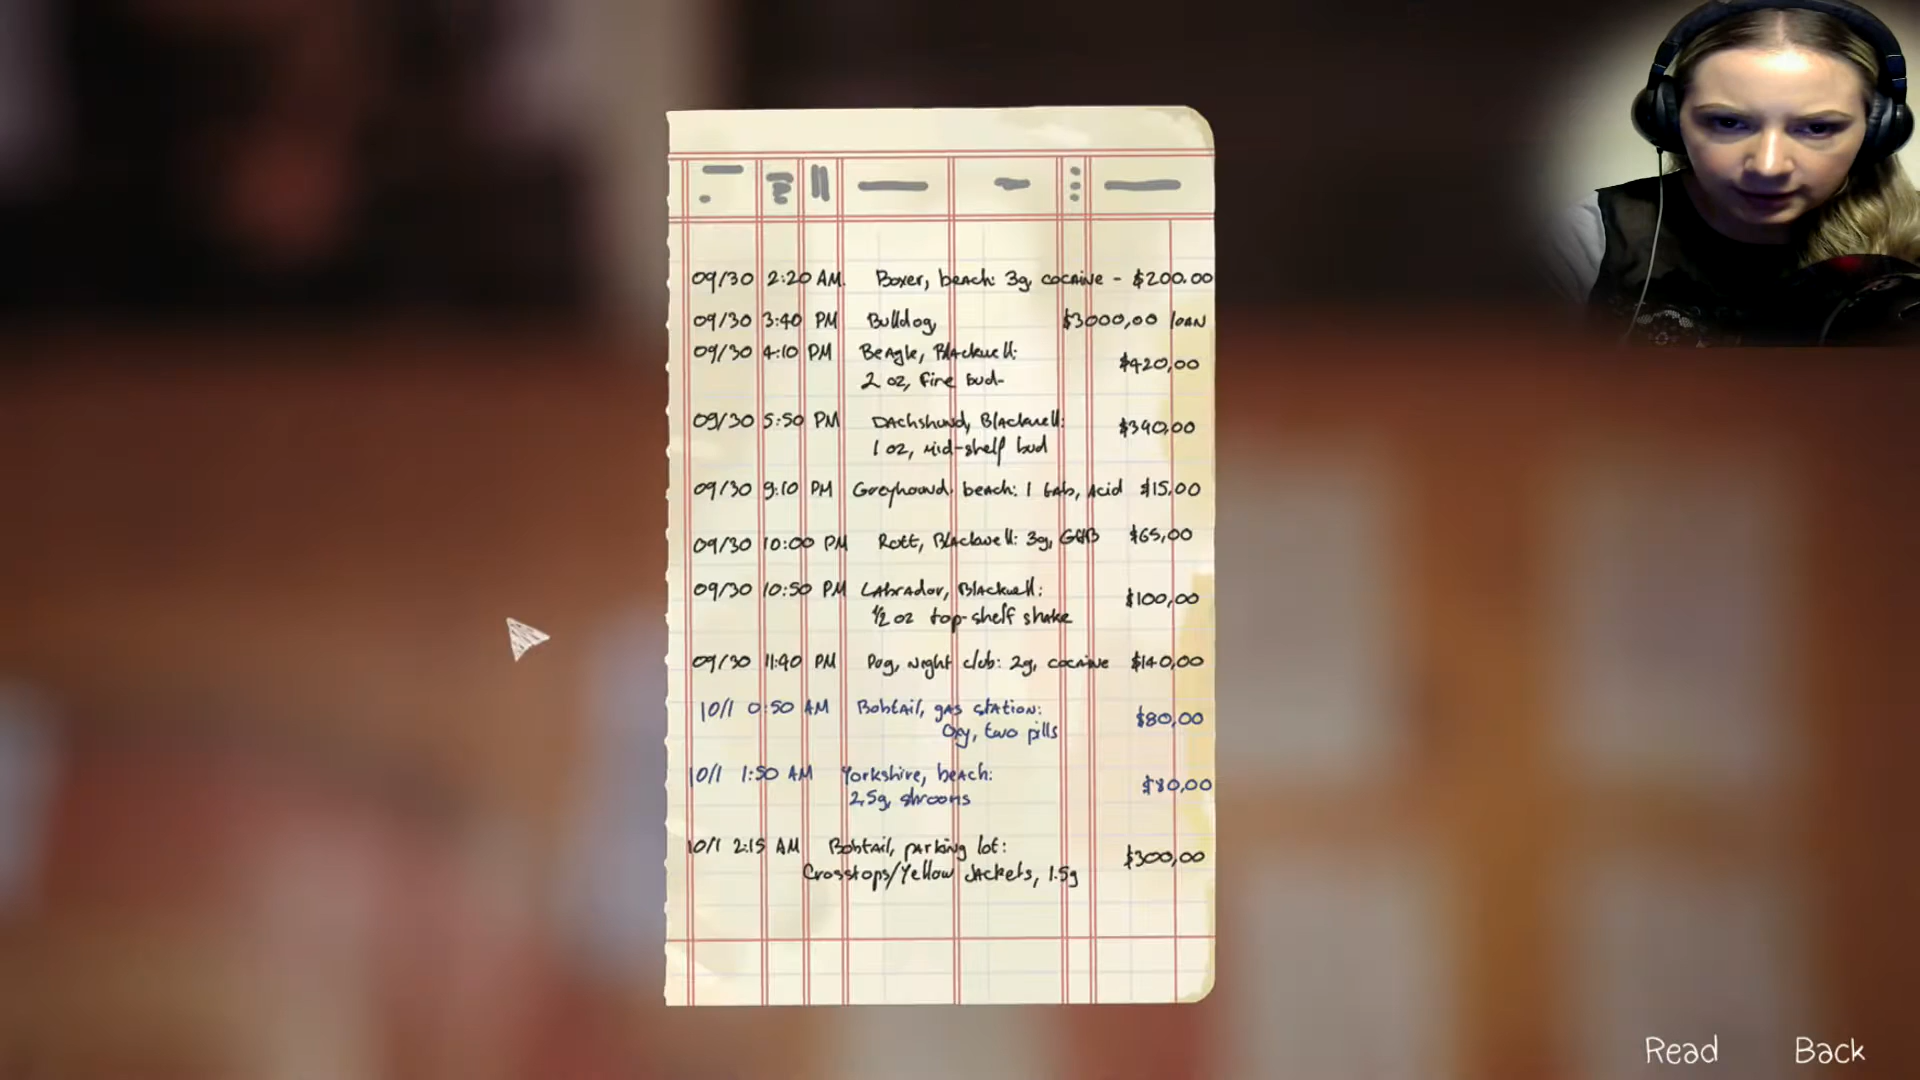 09/30 2:20 AM. Boxer, beach: 3g, cocaine - $200.00
09/30 3:40 PM Bulldog, $3000,00 loan
09/30 4:10 PM Beagle, Blackwell: $420,00
2 oz, fine bud-
09/30 5:50 PM Dachshund, Blackwell: $390,00
1 oz, mid-shelf bud
09/30 9:10 PM Greyhound, beach: 1 tab, acid $15,00
09/30 10:00 PM Rott, Blackwell: 3g, GHB $65,00
09/30 10:50 PM Labrador, Blackwell: $100,00
1/2 oz top-shelf shake
09/30 11:40 PM Pog, night club: 2g, cocaine $140,00
10/1 0:50 AM Bobtail, gas station: $80,00
Oxy, two pills
10/1 1:50 AM Yorkshire, beach: $80,00
2,5g, shrooms
10/1 2:15 AM Bobtail, parking lot: $300,00
Crosstops/Yellow Jackets, 1.5g
Read Back